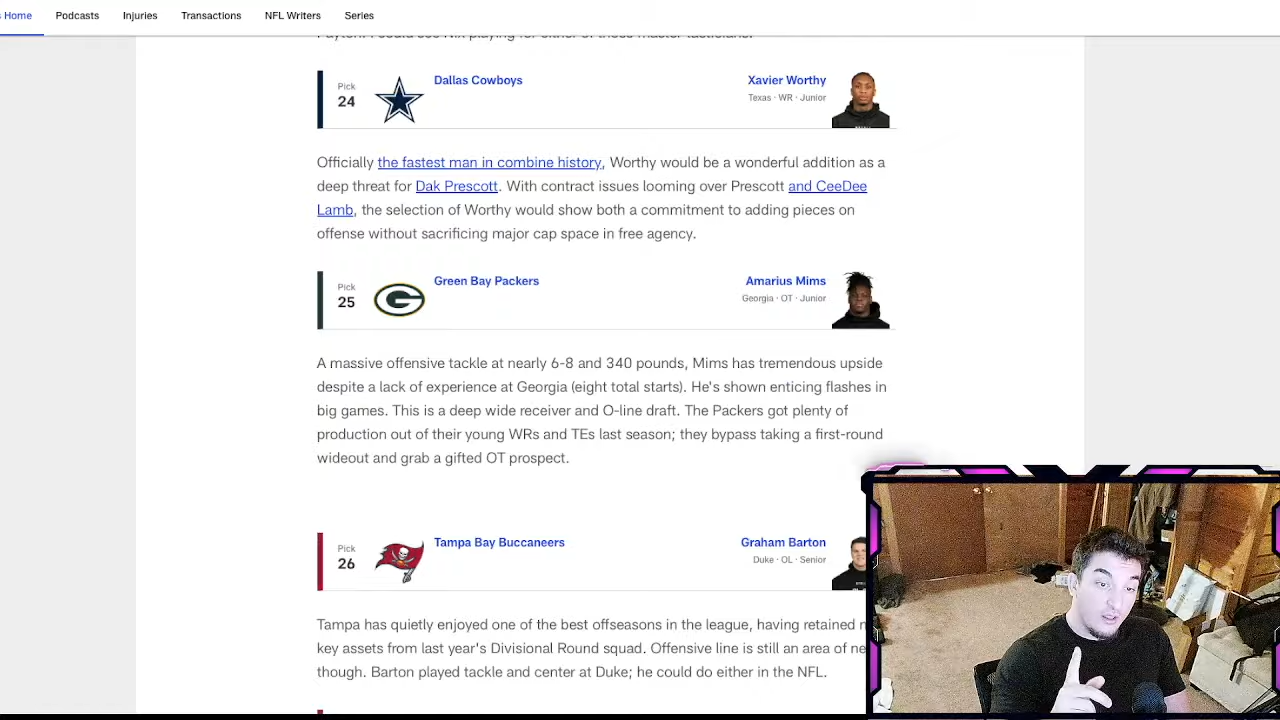 Home Podcasts Injuries Transactions NFL Writers Series
Pick
24
Dallas Cowboys
Xavier Worthy
Texas · WR · Junior
Officially the fastest man in combine history, Worthy would be a wonderful addition as a
deep threat for Dak Prescott. With contract issues looming over Prescott and CeeDee
Lamb, the selection of Worthy would show both a commitment to adding pieces on
offense without sacrificing major cap space in free agency.
Pick
25
Green Bay Packers
Amarius Mims
Georgia · OT · Junior
A massive offensive tackle at nearly 6-8 and 340 pounds, Mims has tremendous upside
despite a lack of experience at Georgia (eight total starts). He's shown enticing flashes in
big games. This is a deep wide receiver and O-line draft. The Packers got plenty of
production out of their young WRs and TEs last season; they bypass taking a first-round
wideout and grab a gifted OT prospect.
Pick
26
Tampa Bay Buccaneers
Graham Barton
Duke · OL · Senior
Tampa has quietly enjoyed one of the best offseasons in the league, having retained
key assets from last year's Divisional Round squad. Offensive line is still an area of
though. Barton played tackle and center at Duke; he could do either in the NFL.